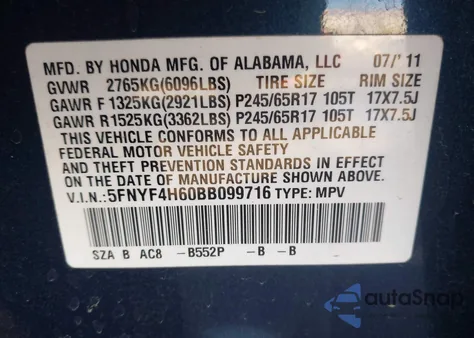 MFD. BY HONDA MFG. OF ALABAMA, LLC 07/'11
GVWR 2765KG(6096LBS) TIRE SIZE RIM SIZE
GAWR F 1325KG(2921LBS) P245/65R17 105T 17X7.5J
GAWR R 1525KG(3362LBS) P245/65R17 105T 17X7.5J
THIS VEHICLE CONFORMS TO ALL APPLICABLE
FEDERAL MOTOR VEHICLE SAFETY
AND THEFT PREVENTION STANDARDS IN EFFECT
ON THE DATE OF MANUFACTURE SHOWN ABOVE.
V.I.N.: 5FNYF4H60BB099716 TYPE: MPV
SZA B AC8 -B552P -B -B
autoSnap